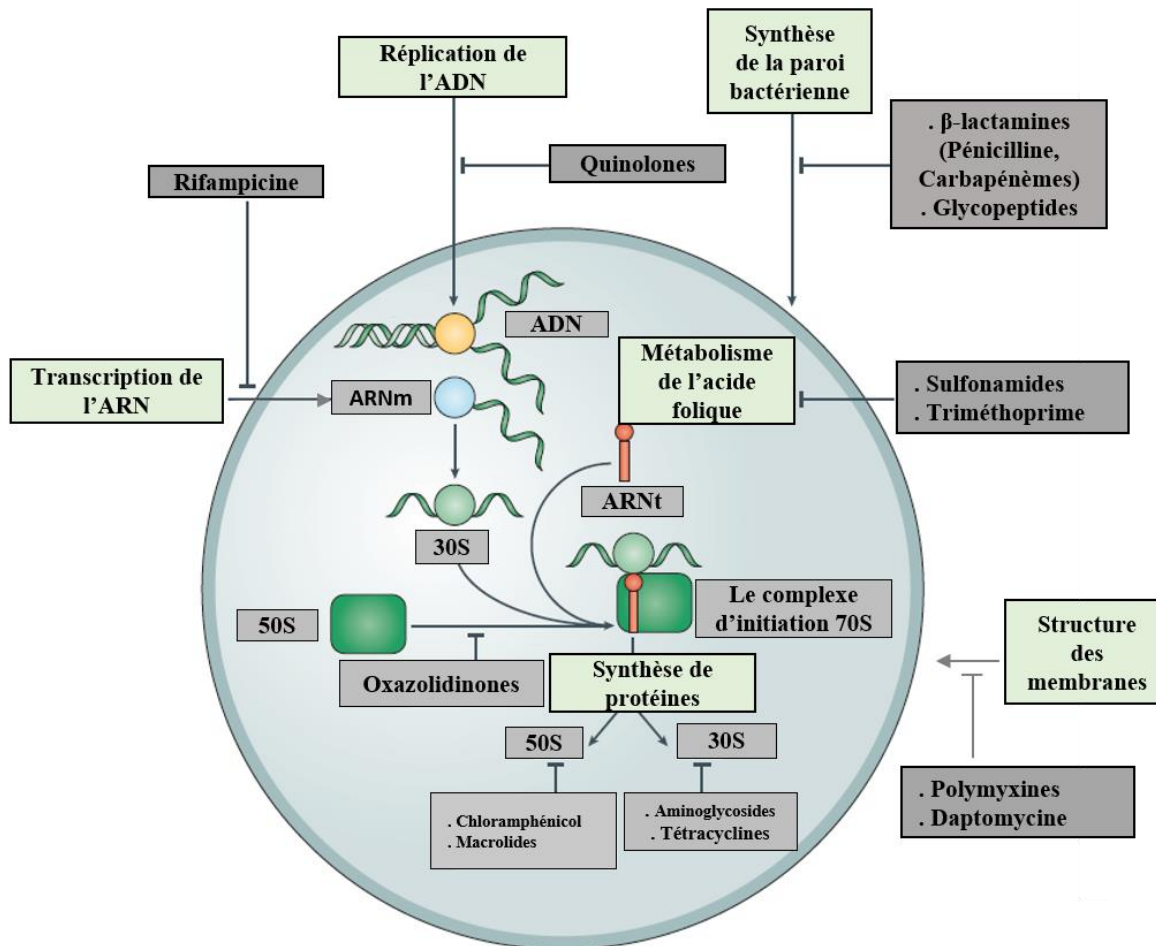 Réplication de
l’ADN
Synthèse
de la paroi
bactérienne
. β-lactamines
(Pénicilline,
Carbapénèmes)
. Glycopeptides
Quinolones
Rifampicine
ADN
Transcription de
l’ARN
ARNm
Métabolisme
de l’acide
folique
. Sulfonamides
. Triméthoprime
ARNt
30S
50S
Le complexe
d’initiation 70S
Oxazolidinones
Synthèse de
protéines
Structure
des
membranes
50S
30S
. Chloramphénicol
. Macrolides
. Aminoglycosides
. Tétracyclines
. Polymyxines
. Daptomycine